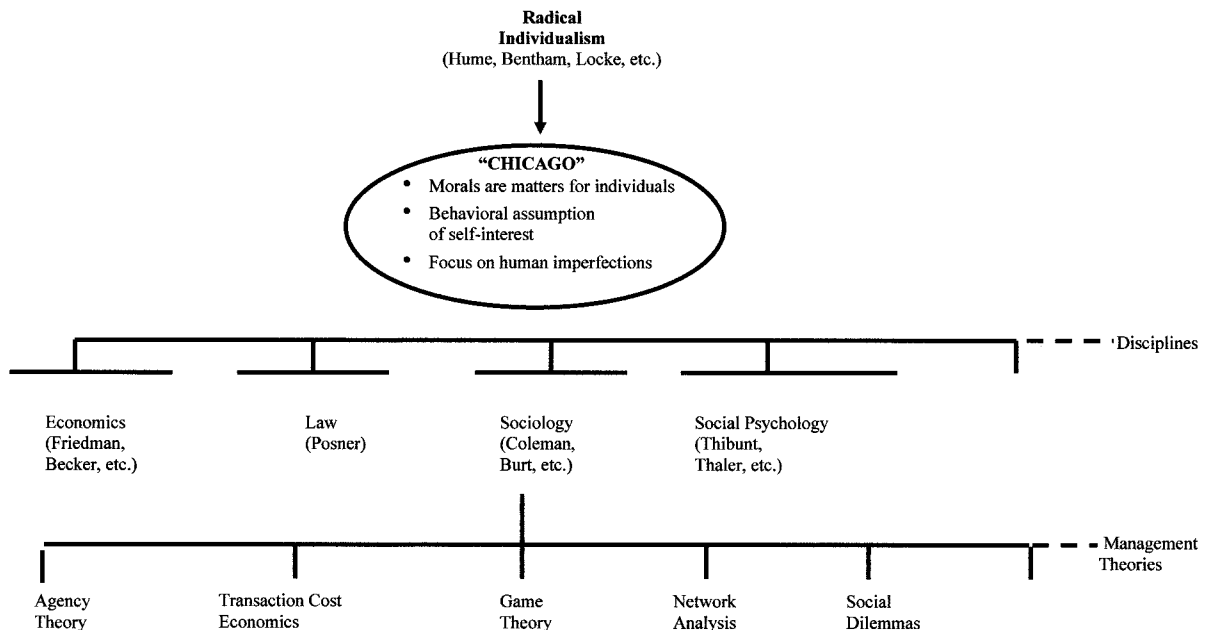 Radical
Individualism
(Hume, Bentham, Locke, etc.)
“CHICAGO”
• Morals are matters for individuals
• Behavioral assumption
of self-interest
• Focus on human imperfections
Disciplines
Economics
(Friedman,
Becker, etc.)
Law
(Posner)
Sociology
(Coleman,
Burt, etc.)
Social Psychology
(Thibunt,
Thaler, etc.)
Management
Theories
Agency
Theory
Transaction Cost
Economics
Game
Theory
Network
Analysis
Social
Dilemmas